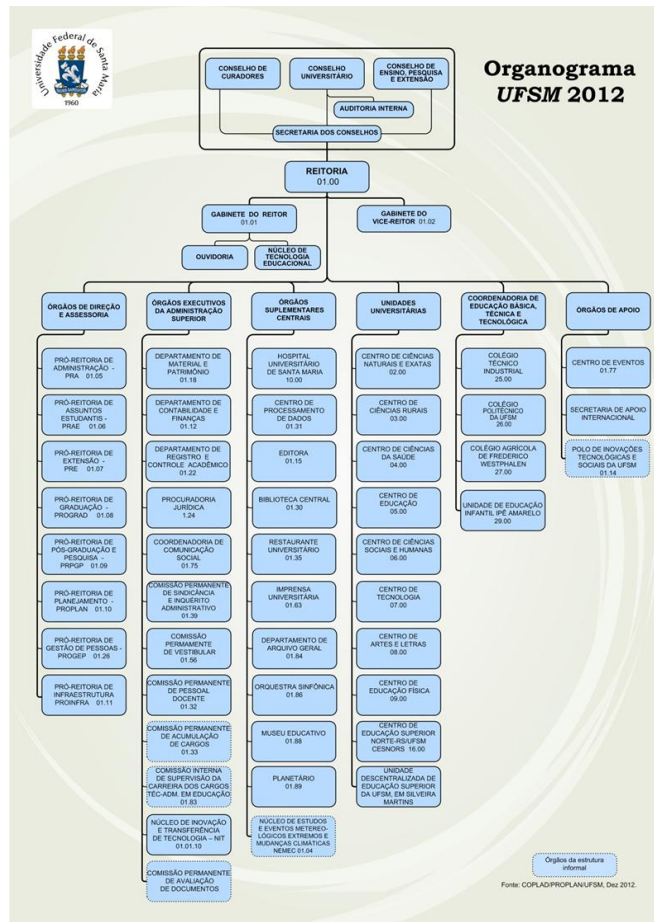 Universidade Federal de Santa Maria
1960
Organograma
UFSM 2012
CONSELHO DE
CURADORES
CONSELHO
UNIVERSITÁRIO
CONSELHO DE
ENSINO, PESQUISA
E EXTENSÃO
AUDITORIA INTERNA
SECRETARIA DOS CONSELHOS
REITORIA
01.00
GABINETE DO REITOR
01.01
GABINETE DO
VICE-REITOR 01.02
OUVIDORIA
NÚCLEO DE
TECNOLOGIA
EDUCACIONAL
ÓRGÃOS DE DIREÇÃO
E ASSESSORIA
PRÓ-REITORIA DE
ADMINISTRAÇÃO -
PRA 01.05
PRÓ-REITORIA DE
ASSUNTOS
ESTUDANTIS -
PRAE 01.06
PRÓ-REITORIA DE
EXTENSÃO -
PRE 01.07
PRÓ-REITORIA DE
GRADUAÇÃO -
PROGRAD 01.08
PRÓ-REITORIA DE
PÓS-GRADUAÇÃO E
PESQUISA -
PRPGP 01.09
PRÓ-REITORIA DE
PLANEJAMENTO -
PROPLAN 01.10
PRÓ-REITORIA DE
GESTÃO DE PESSOAS -
PROGEP 01.26
PRÓ-REITORIA DE
INFRAESTRUTURA
PROINFRA 01.11
ÓRGÃOS EXECUTIVOS
DA ADMINISTRAÇÃO
SUPERIOR
DEPARTAMENTO DE
MATERIAL E
PATRIMÔNIO
01.18
DEPARTAMENTO DE
CONTABILIDADE E
FINANÇAS
01.12
DEPARTAMENTO DE
REGISTRO E
CONTROLE ACADÊMICO
01.22
PROCURADORIA
JURÍDICA
1.24
COORDENADORIA DE
COMUNICAÇÃO
SOCIAL
01.75
COMISSÃO PERMANENTE
DE SINDICÂNCIA
E INQUÉRITO
ADMINISTRATIVO
01.39
COMISSÃO
PERMAMENTE
DE VESTIBULAR
01.56
COMISSÃO PERMANENTE
DE PESSOAL
DOCENTE
01.32
COMISSÃO PERMANENTE
DE ACUMULAÇÃO
DE CARGOS
01.33
COMISSÃO INTERNA
DE SUPERVISÃO DA
CARREIRA DOS CARGOS
TÉC-ADM. EM EDUCAÇÃO
01.83
NÚCLEO DE INOVAÇÃO
E TRANSFERÊNCIA
DE TECNOLOGIA – NIT
01.01.10
COMISSÃO PERMANENTE
DE AVALIAÇÃO
DE DOCUMENTOS
ÓRGÃOS
SUPLEMENTARES
CENTRAIS
HOSPITAL
UNIVERSITÁRIO
DE SANTA MARIA
10.00
CENTRO DE
PROCESSAMENTO
DE DADOS
01.31
EDITORA
01.15
BIBLIOTECA CENTRAL
01.30
RESTAURANTE
UNIVERSITÁRIO
01.35
IMPRENSA
UNIVERSITÁRIA
01.63
DEPARTAMENTO DE
ARQUIVO GERAL
01.84
ORQUESTRA SINFÔNICA
01.86
MUSEU EDUCATIVO
01.88
PLANETÁRIO
01.89
NÚCLEO DE ESTUDOS
E EVENTOS METEREO-
LÓGICOS EXTREMOS E
MUDANÇAS CLIMÁTICAS
NEMEC 01.04
UNIDADES
UNIVERSITÁRIAS
CENTRO DE CIÊNCIAS
NATURAIS E EXATAS
02.00
CENTRO DE
CIÊNCIAS RURAIS
03.00
CENTRO DE CIÊNCIAS
DA SAÚDE
04.00
CENTRO DE
EDUCAÇÃO
05.00
CENTRO DE CIÊNCIAS
SOCIAIS E HUMANAS
06.00
CENTRO DE
TECNOLOGIA
07.00
CENTRO DE
ARTES E LETRAS
08.00
CENTRO DE
EDUCAÇÃO FÍSICA
09.00
CENTRO DE
EDUCAÇÃO SUPERIOR
NORTE-RS/UFSM
CESNORS 16.00
UNIDADE
DESCENTRALIZADA DE
EDUCAÇÃO SUPERIOR
DA UFSM, EM SILVEIRA
MARTINS
COORDENADORIA DE
EDUCAÇÃO BÁSICA,
TÉCNICA E
TECNOLÓGICA
COLÉGIO
TÉCNICO
INDUSTRIAL
25.00
COLÉGIO
POLITÉCNICO
DA UFSM
26.00
COLÉGIO AGRÍCOLA
DE FREDERICO
WESTPHALEN
27.00
UNIDADE DE EDUCAÇÃO
INFANTIL IPÊ AMARELO
29.00
ÓRGÃOS DE APOIO
CENTRO DE EVENTOS
01.77
SECRETARIA DE APOIO
INTERNACIONAL
POLO DE INOVAÇÕES
TECNOLÓGICAS E
SOCIAIS DA UFSM
01.14
Órgãos da estrutura
informal
Fonte: COPLAD/PROPLAN/UFSM, Dez 2012.